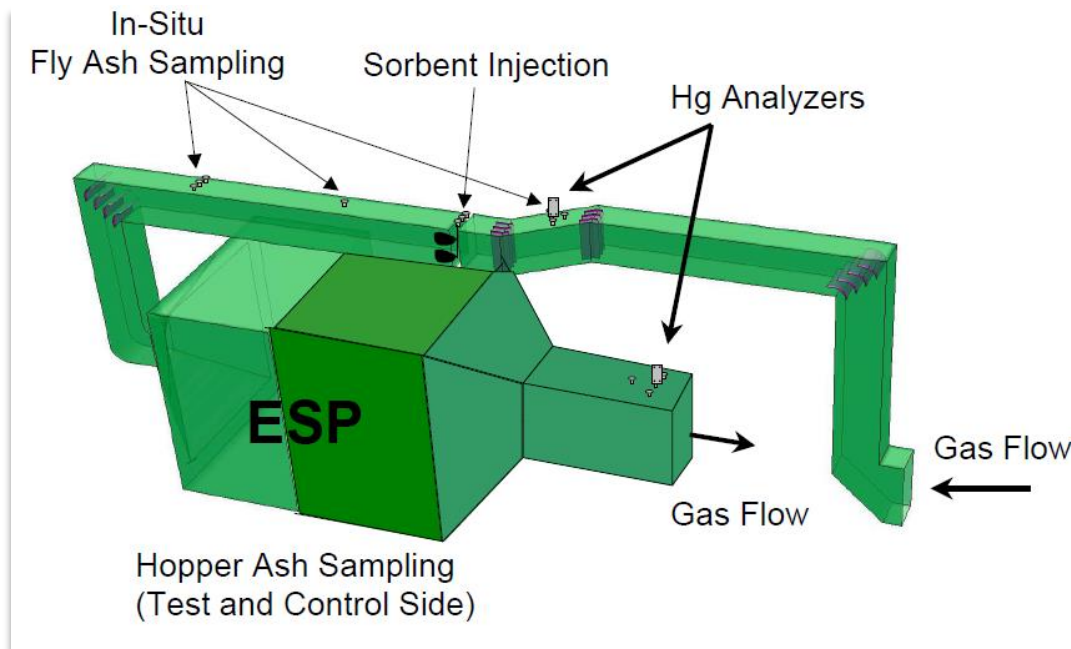 In-Situ
Fly Ash Sampling
Sorbent Injection
Hg Analyzers
ESP
Gas Flow
Gas Flow
Hopper Ash Sampling
(Test and Control Side)